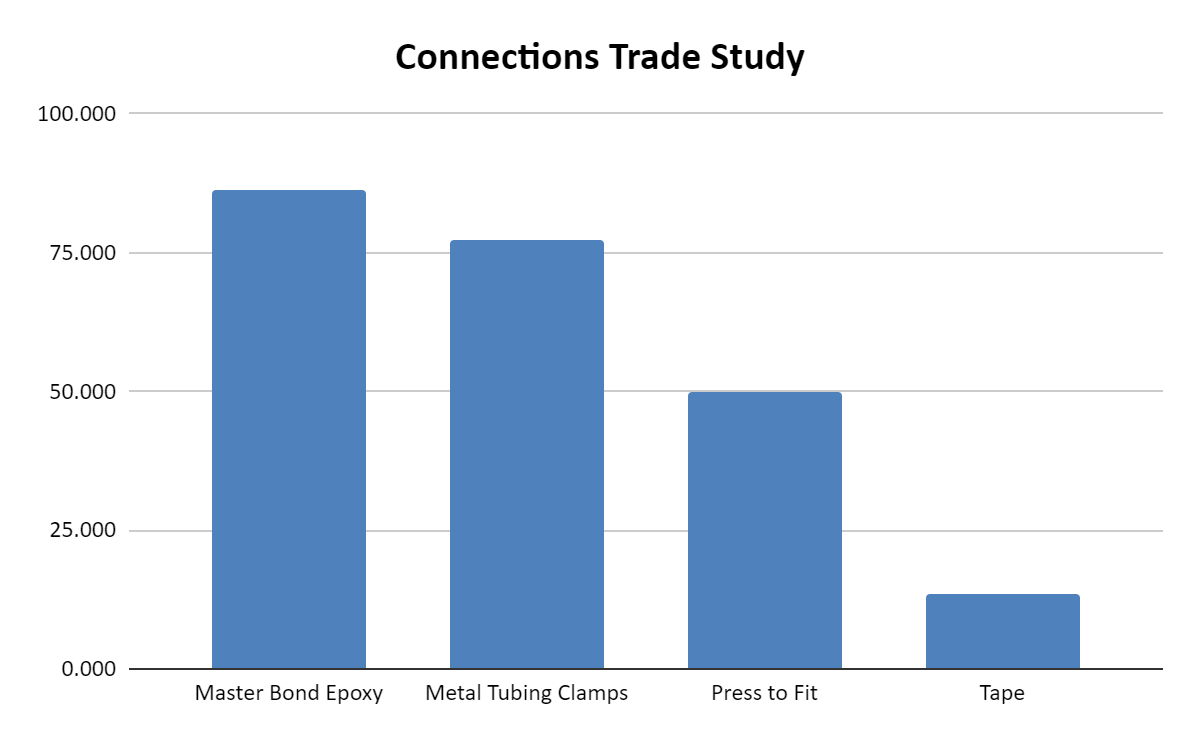 Connections Trade Study
100.000
75.000
50.000
25.000
0.000
Master Bond Epoxy
Metal Tubing Clamps
Press to Fit
Tape